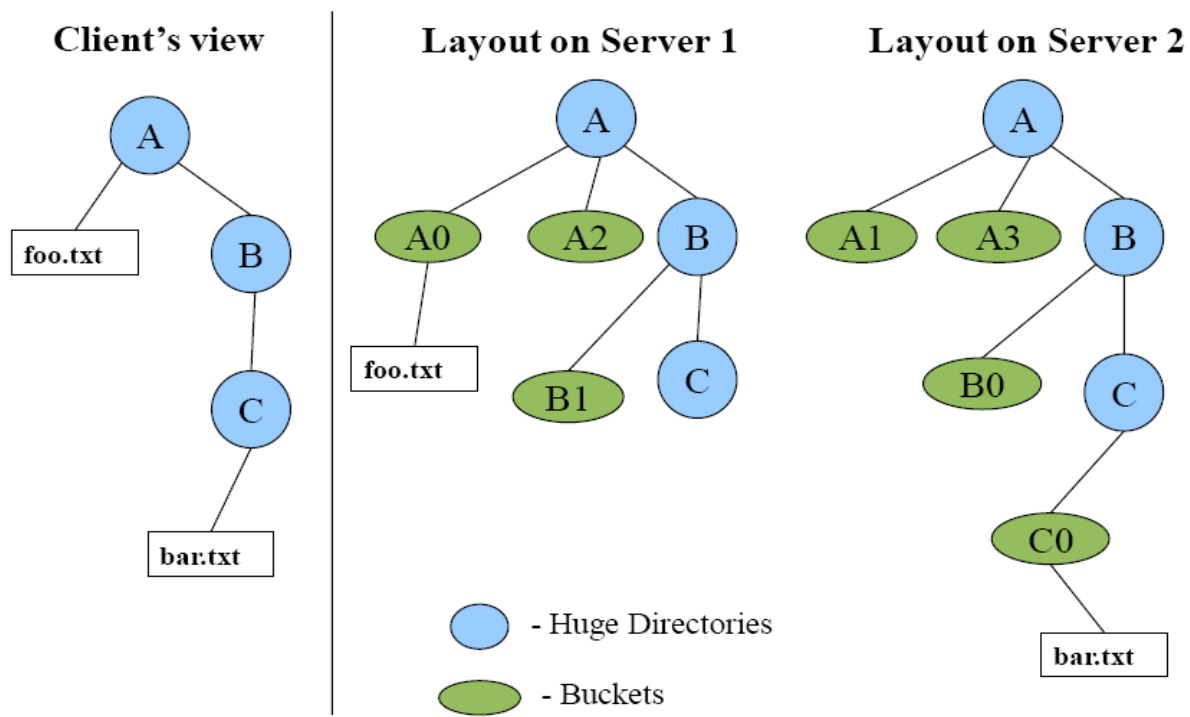 Client's view
A
foo.txt
B
C
bar.txt
Layout on Server 1
A
A0
A2
B
foo.txt
B1
C
Layout on Server 2
A
A1
A3
B
B0
C
C0
bar.txt
- Huge Directories
- Buckets